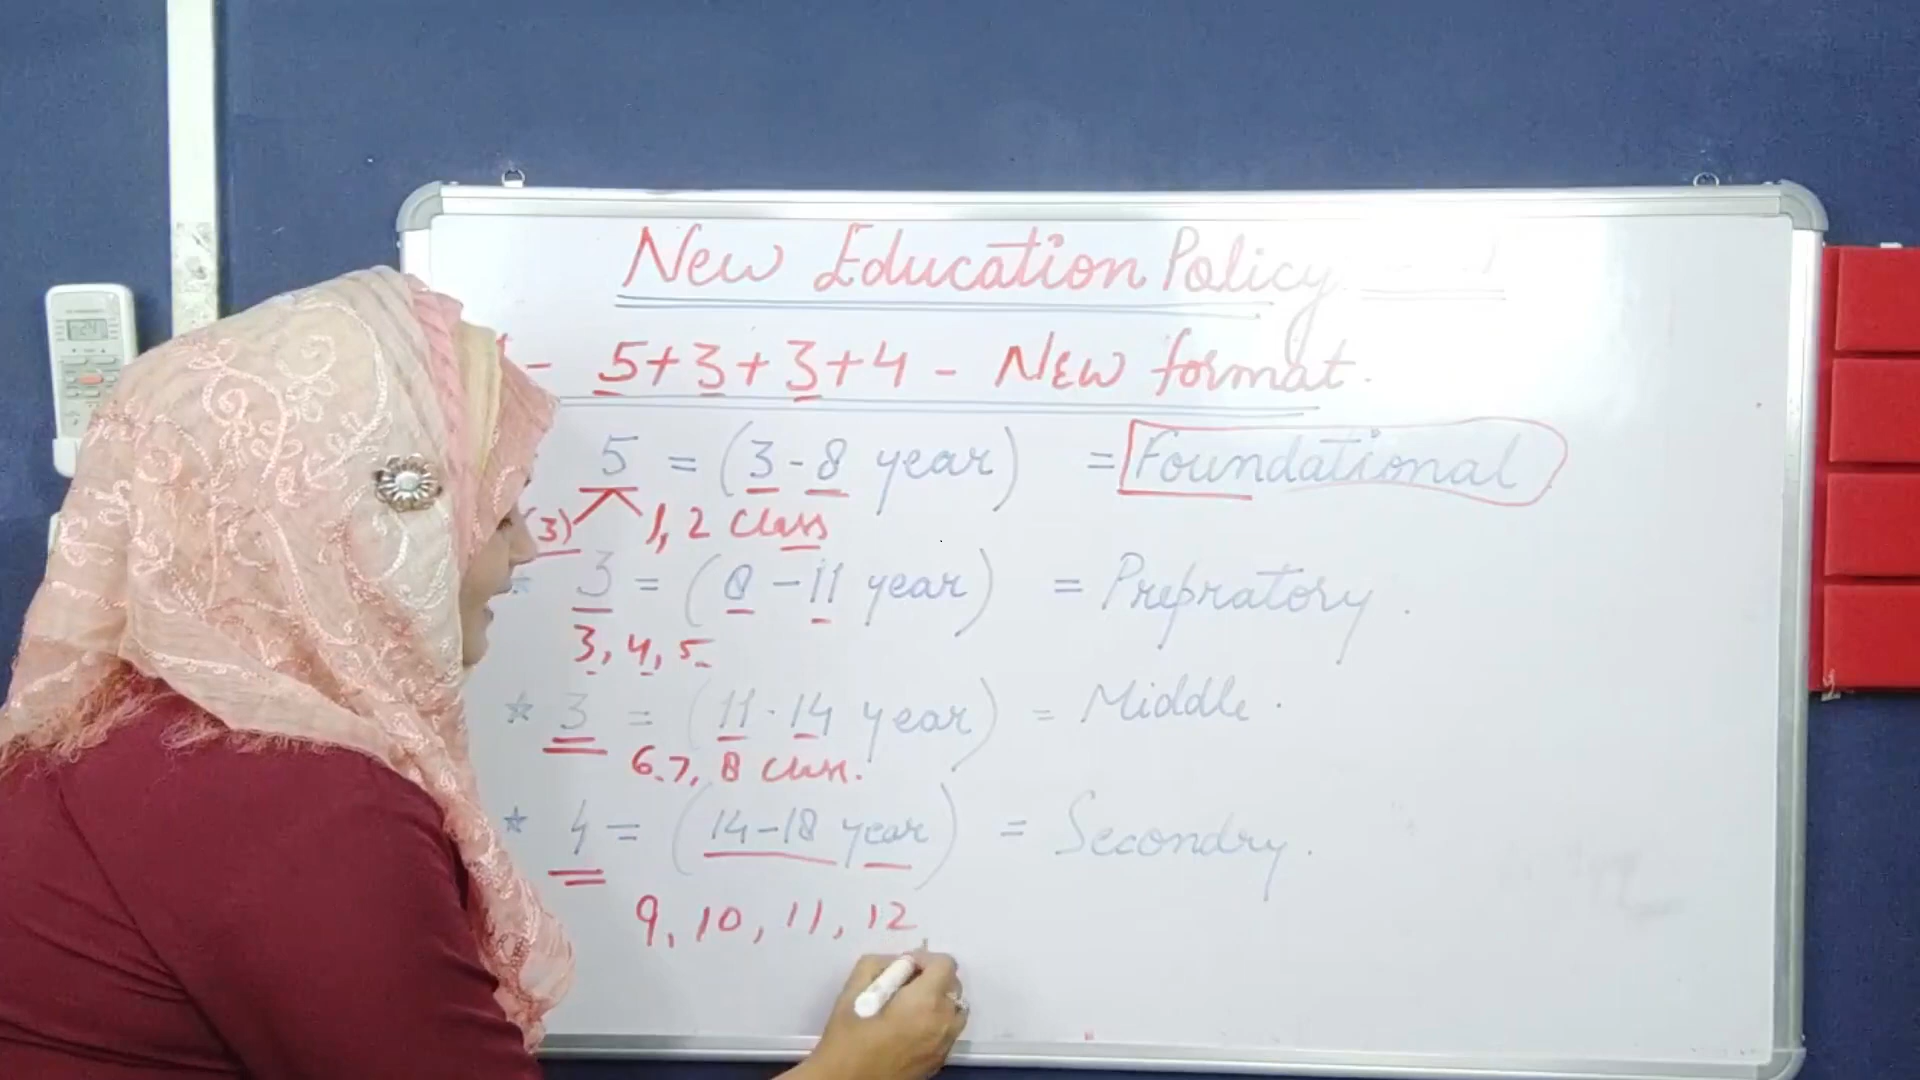 New Education Policy
- 5+3+3+4 - New format.
5 = (3-8 year) = Foundational
(3) 1, 2 Class
3 = (8-11 year) = Prepratory.
3, 4, 5
☆ 3 = (11-14 year) = Middle.
6,7, 8 Class.
☆ 4 = (14-18 year) = Secondry.
9, 10, 11, 12